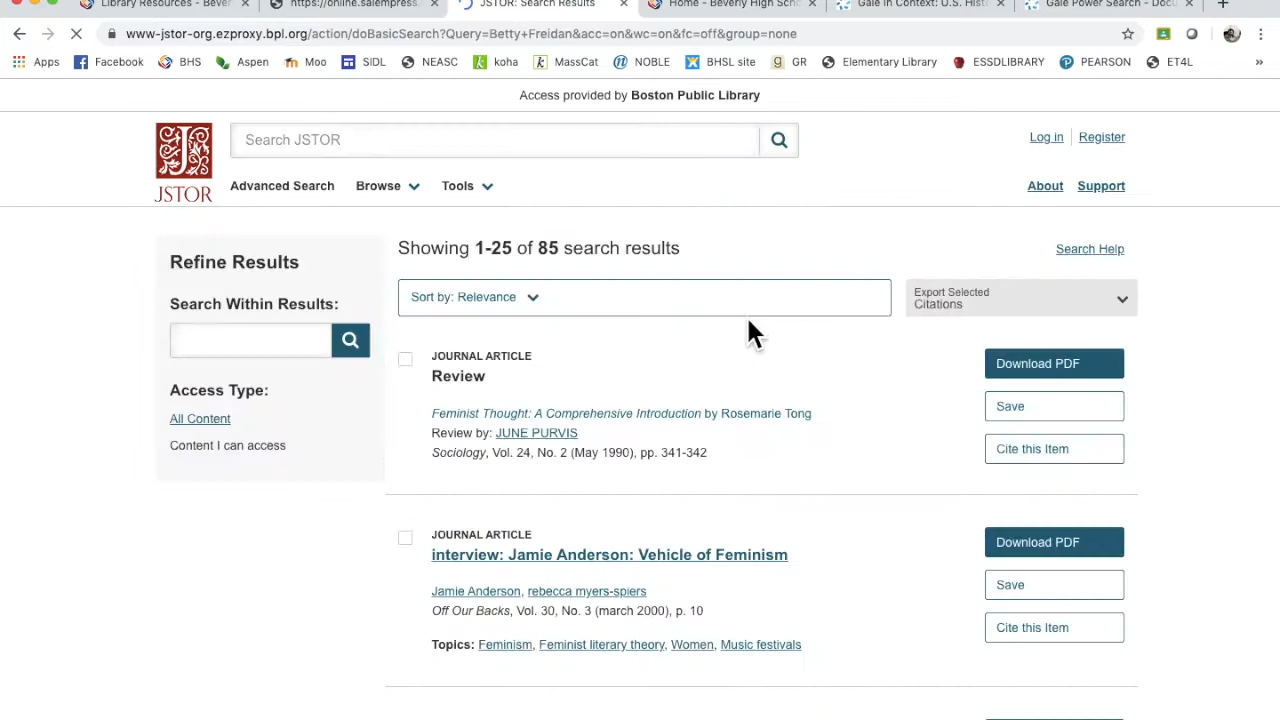 Library Resources - Bever
https://online.salempress.
JSTOR: Search Results
Home - Beverly High Scho
Gale In Context: U.S. Hist
Gale Power Search - Docu
www-jstor-org.ezproxy.bpl.org/action/doBasicSearch?Query=Betty+Freidan&acc=on&wc=on&fc=off&group=none
Apps Facebook BHS Aspen Moo SIDL NEASC koha MassCat NOBLE BHSL site GR Elementary Library ESSDLIBRARY PEARSON ET4L »
Access provided by Boston Public Library
JSTOR
Search JSTOR
Log in Register
Advanced Search Browse Tools
About Support
Refine Results
Search Within Results:
Access Type:
All Content
Content I can access
Showing 1-25 of 85 search results
Search Help
Sort by: Relevance
Export Selected
Citations
JOURNAL ARTICLE
Review
Feminist Thought: A Comprehensive Introduction by Rosemarie Tong
Review by: JUNE PURVIS
Sociology, Vol. 24, No. 2 (May 1990), pp. 341-342
Download PDF
Save
Cite this Item
JOURNAL ARTICLE
interview: Jamie Anderson: Vehicle of Feminism
Jamie Anderson, rebecca myers-spiers
Off Our Backs, Vol. 30, No. 3 (march 2000), p. 10
Topics: Feminism, Feminist literary theory, Women, Music festivals
Download PDF
Save
Cite this Item